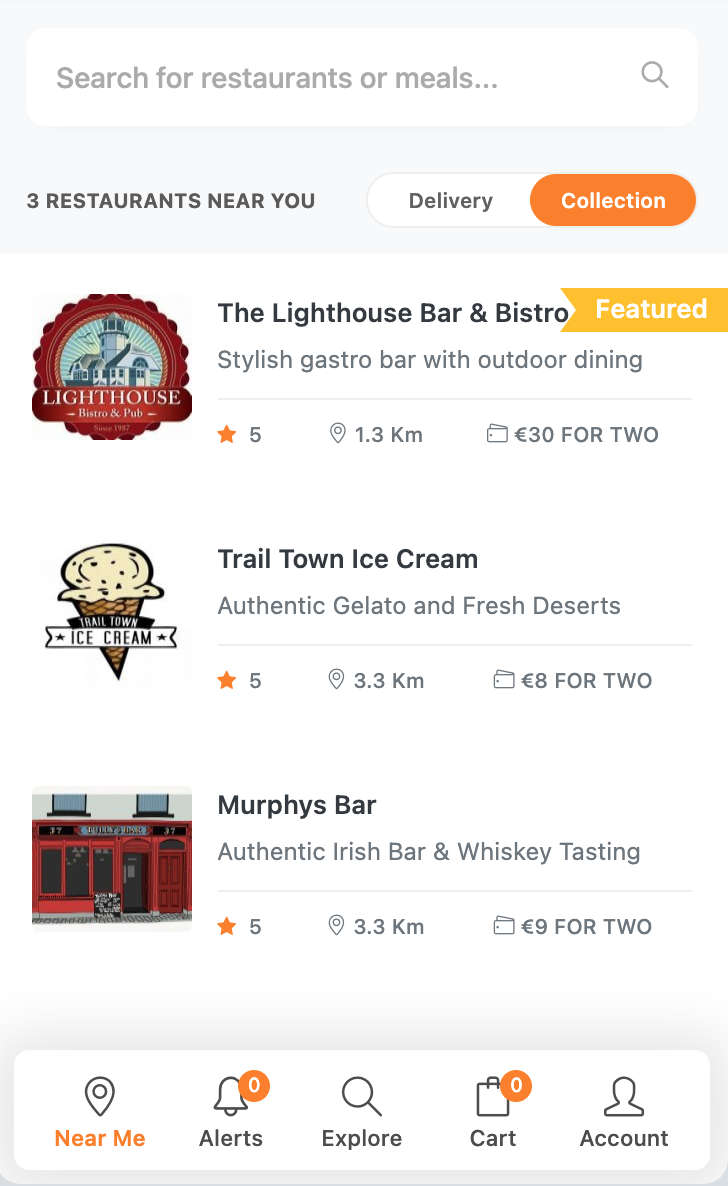 Search for restaurants or meals...
3 RESTAURANTS NEAR YOU
Delivery
Collection
The Lighthouse Bar & Bistro
Featured
Stylish gastro bar with outdoor dining
LIGHTHOUSE
Bistro & Pub
Since 1987
5
1.3 Km
€30 FOR TWO
Trail Town Ice Cream
Authentic Gelato and Fresh Deserts
TRAIL TOWN
ICE CREAM
5
3.3 Km
€8 FOR TWO
Murphys Bar
Authentic Irish Bar & Whiskey Tasting
37
37
5
3.3 Km
€9 FOR TWO
0
0
Near Me
Alerts
Explore
Cart
Account